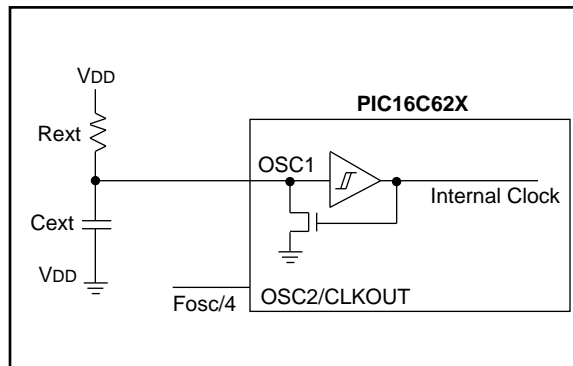 VDD
PIC16C62X
Rext
OSC1
Internal Clock
Cext
VDD
Fosc/4
OSC2/CLKOUT